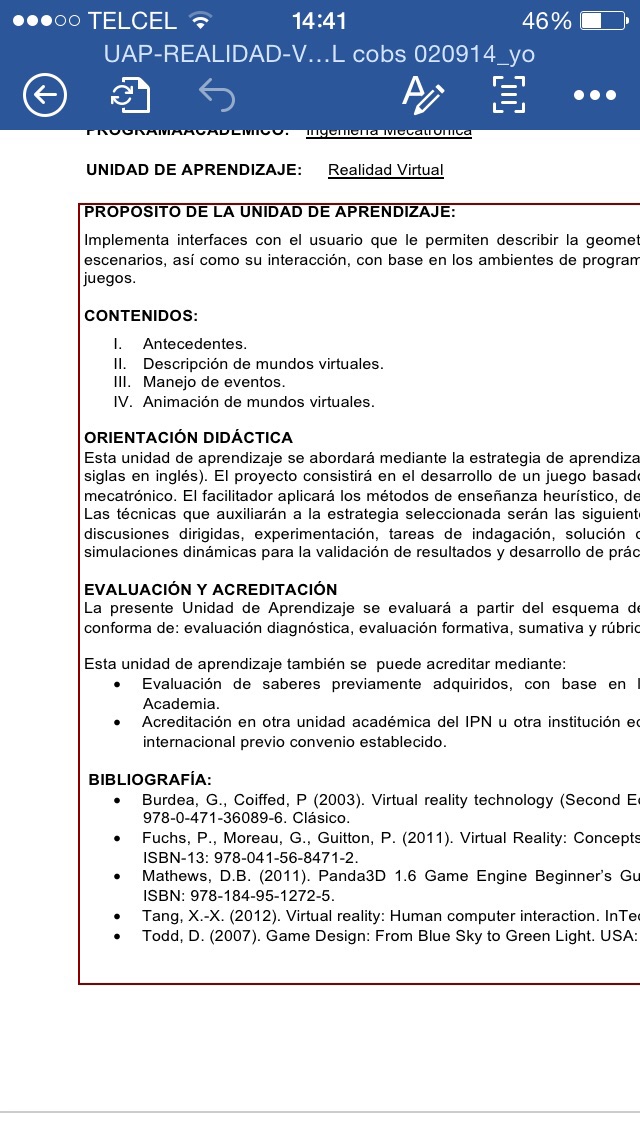 TELCEL 14:41 46%
UAP-REALIDAD-V...L cobs 020914_yo
PROGRAMA ACADÉMICO: Ingeniería Mecatrónica
UNIDAD DE APRENDIZAJE: Realidad Virtual
PROPÓSITO DE LA UNIDAD DE APRENDIZAJE:
Implementa interfaces con el usuario que le permiten describir la geomet
escenarios, así como su interacción, con base en los ambientes de program
juegos.
CONTENIDOS:
I. Antecedentes.
II. Descripción de mundos virtuales.
III. Manejo de eventos.
IV. Animación de mundos virtuales.
ORIENTACIÓN DIDÁCTICA
Esta unidad de aprendizaje se abordará mediante la estrategia de aprendiza
siglas en inglés). El proyecto consistirá en el desarrollo de un juego basado
mecatrónico. El facilitador aplicará los métodos de enseñanza heurístico, de
Las técnicas que auxiliarán a la estrategia seleccionada serán las siguiente
discusiones dirigidas, experimentación, tareas de indagación, solución
simulaciones dinámicas para la validación de resultados y desarrollo de prác
EVALUACIÓN Y ACREDITACIÓN
La presente Unidad de Aprendizaje se evaluará a partir del esquema de
conforma de: evaluación diagnóstica, evaluación formativa, sumativa y rúbric
Esta unidad de aprendizaje también se puede acreditar mediante:
• Evaluación de saberes previamente adquiridos, con base en l
Academia.
• Acreditación en otra unidad académica del IPN u otra institución ed
internacional previo convenio establecido.
BIBLIOGRAFÍA:
• Burdea, G., Coiffed, P (2003). Virtual reality technology (Second Ed
978-0-471-36089-6. Clásico.
• Fuchs, P., Moreau, G., Guitton, P. (2011). Virtual Reality: Concepts
ISBN-13: 978-041-56-8471-2.
• Mathews, D.B. (2011). Panda3D 1.6 Game Engine Beginner's Gu
ISBN: 978-184-95-1272-5.
• Tang, X.-X. (2012). Virtual reality: Human computer interaction. InTec
• Todd, D. (2007). Game Design: From Blue Sky to Green Light. USA: